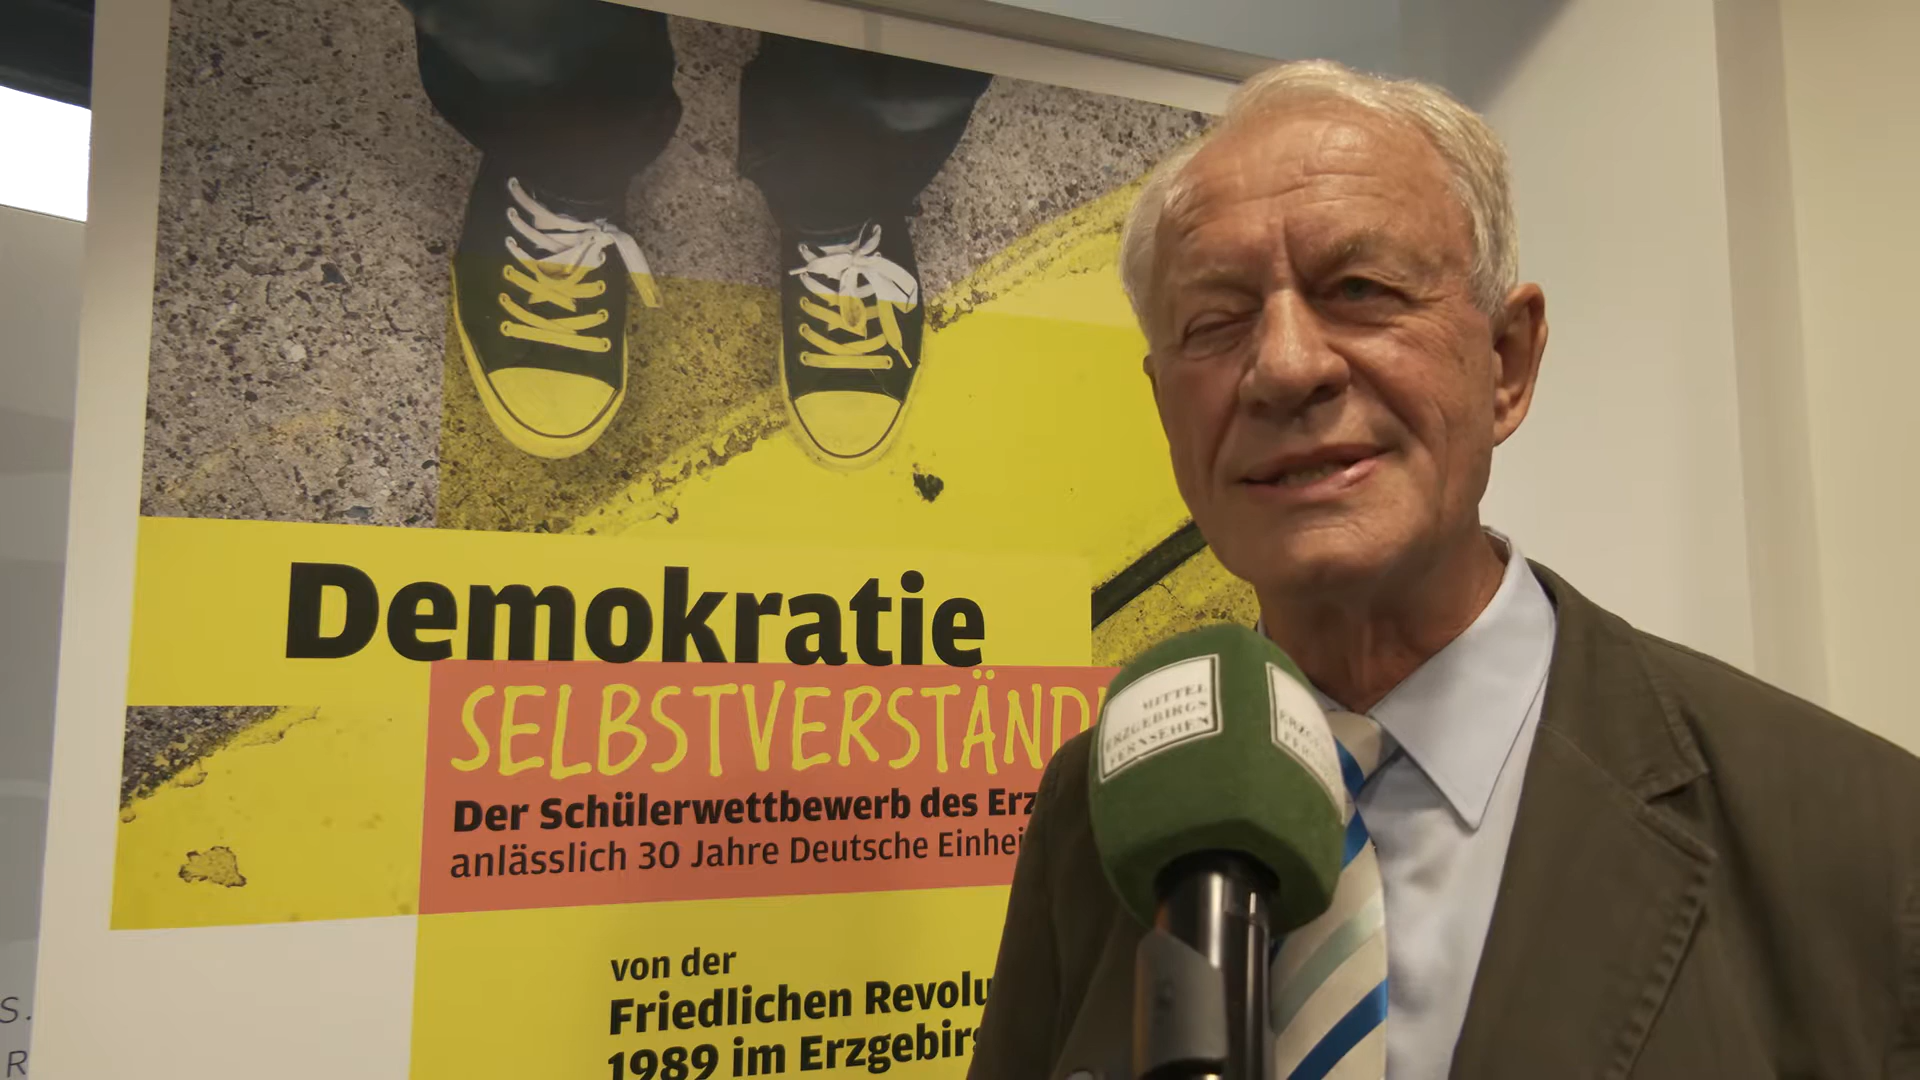 Demokratie
SELBSTVERSTÄND
Der Schülerwettbewerb des Erz
anlässlich 30 Jahre Deutsche Einhei
von der
Friedlichen Revolu
1989 im Erzgebirg
MITTEL
ERZGEBIRGS
FERNSEHEN
S.
R